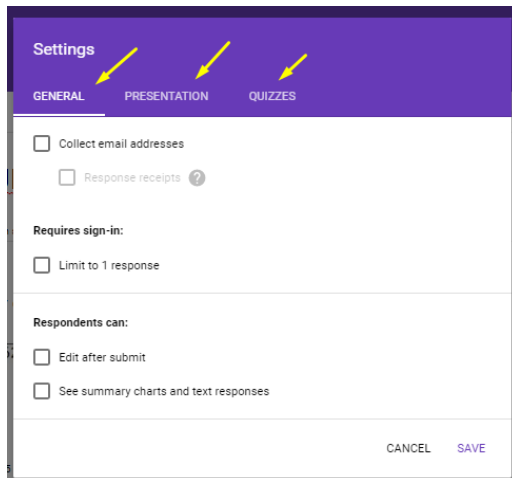 Settings
GENERAL PRESENTATION QUIZZES
Collect email addresses
Response receipts ?
Requires sign-in:
Limit to 1 response
Respondents can:
Edit after submit
See summary charts and text responses
CANCEL SAVE